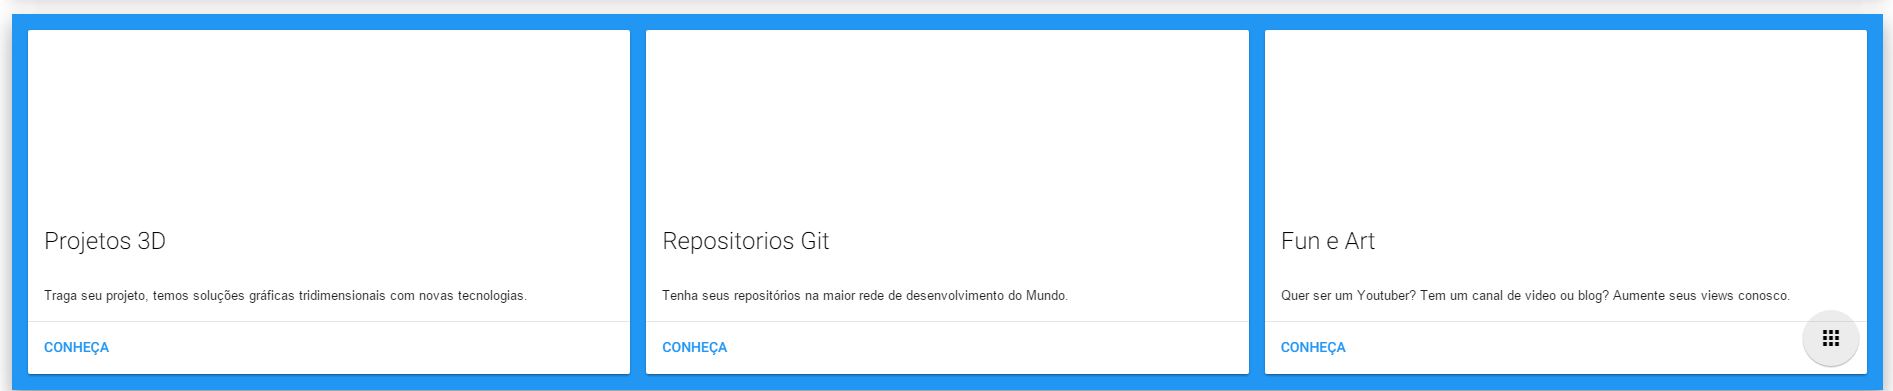 Projetos 3D
Traga seu projeto, temos soluções gráficas tridimensionais com novas tecnologias.
CONHEÇA
Repositorios Git
Tenha seus repositórios na maior rede de desenvolvimento do Mundo.
CONHEÇA
Fun e Art
Quer ser um Youtuber? Tem um canal de video ou blog? Aumente seus views conosco.
CONHEÇA